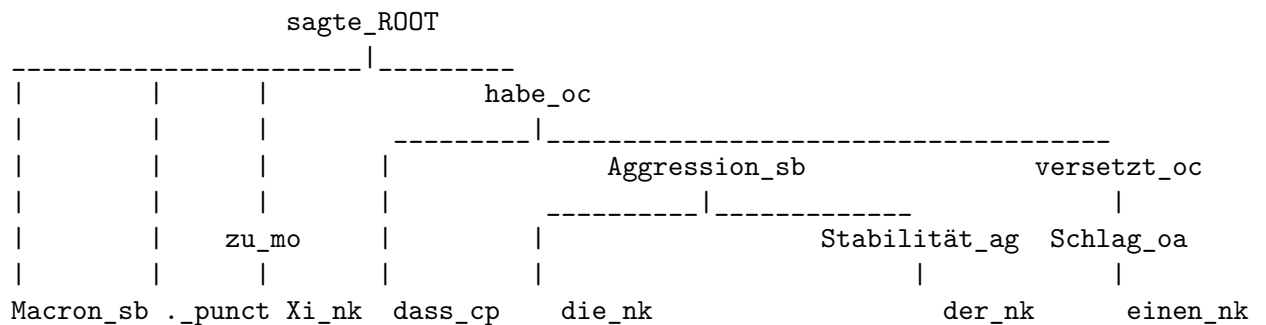 sagte_ROOT
habe_oc
Aggression_sb versetzt_oc
zu_mo Stabilität_ag Schlag_oa
Macron_sb ._punct Xi_nk dass_cp die_nk der_nk einen_nk